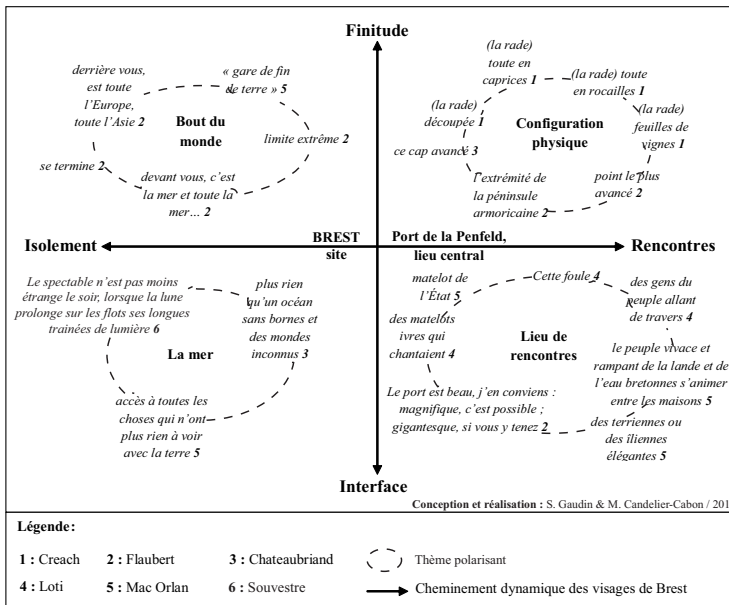 Finitude
derrière vous,
est toute
l'Europe,
toute l'Asie 2
« gare de fin
de terre » 5
Bout du
monde
limite extrême 2
se termine 2
devant vous, c'est
la mer et toute la
mer… 2
(la rade)
toute en
caprices 1
(la rade) toute
en rocailles 1
(la rade)
découpée 1
(la rade)
feuilles de
vignes 1
Configuration
physique
ce cap avancé 3
l'extrémité de
la péninsule
armoricaine 2
point le plus
avancé 2
Isolement
BREST
site
Port de la Penfeld,
lieu central
Rencontres
Le spectable n'est pas moins
étrange le soir, lorsque la lune
prolonge sur les flots ses longues
trainées de lumière 6
plus rien
qu'un océan
sans bornes et
des mondes
inconnus 3
La mer
accès à toutes les
choses qui n'ont
plus rien à voir
avec la terre 5
matelot de
l'État 5
Cette foule 4
des gens du
peuple allant
de travers 4
des matelots
ivres qui
chantaient 4
Lieu de
rencontres
le peuple vivace et
rampant de la lande et de
l'eau bretonnes s'animer
entre les maisons 5
Le port est beau, j'en conviens :
magnifique, c'est possible ;
gigantesque, si vous y tenez 2
des terriennes ou
des îliennes
élégantes 5
Interface
Conception et réalisation : S. Gaudin & M. Candelier-Cabon / 201
Légende:
1 : Creach
2 : Flaubert
3 : Chateaubriand
Thème polarisant
4 : Loti
5 : Mac Orlan
6 : Souvestre
Cheminement dynamique des visages de Brest